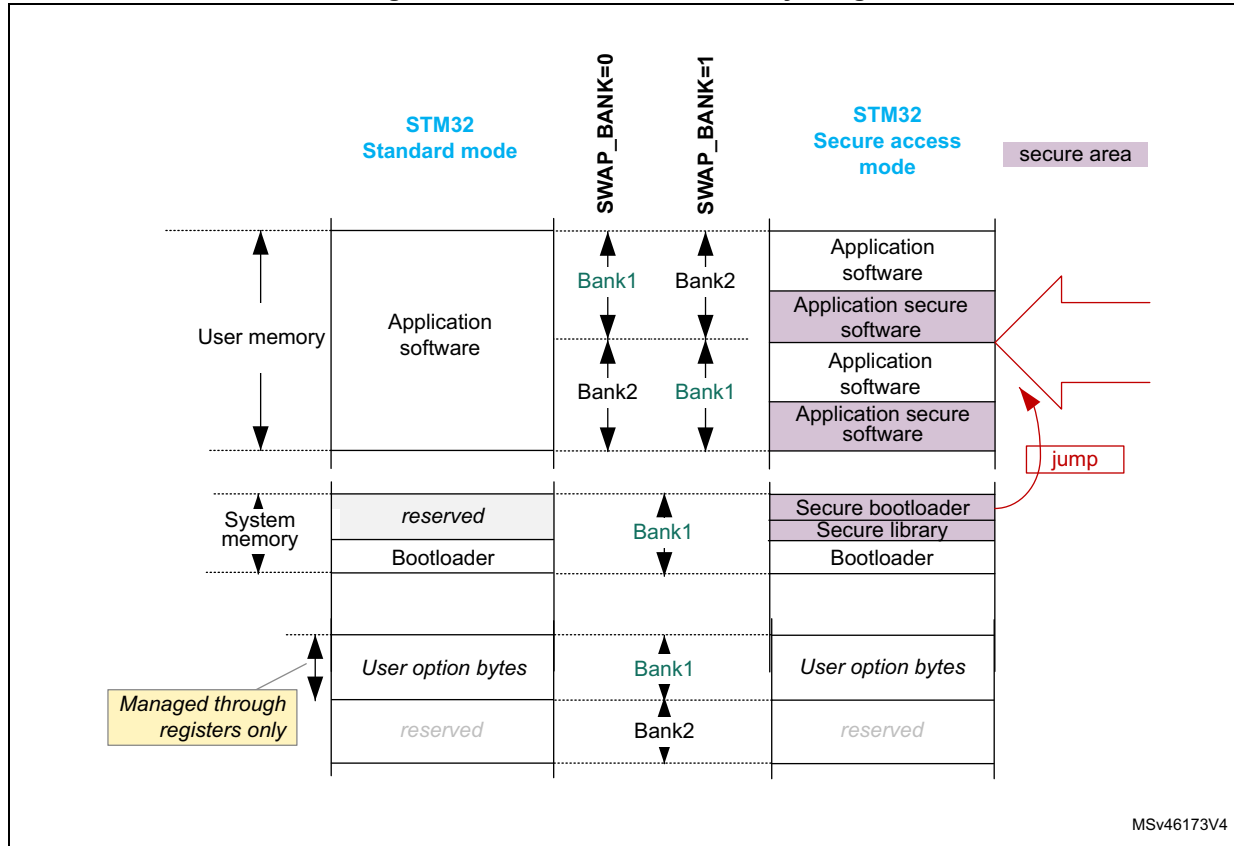 SWAP_BANK=0
SWAP_BANK=1
STM32
Standard mode
STM32
Secure access
mode
secure area
User memory
Application
software
Bank1
Bank2
Bank2
Bank1
Application
software
Application secure
software
Application
software
Application secure
software
jump
System
memory
reserved
Bootloader
Bank1
Secure bootloader
Secure library
Bootloader
Managed through
registers only
User option bytes
reserved
Bank1
Bank2
User option bytes
reserved
MSv46173V4